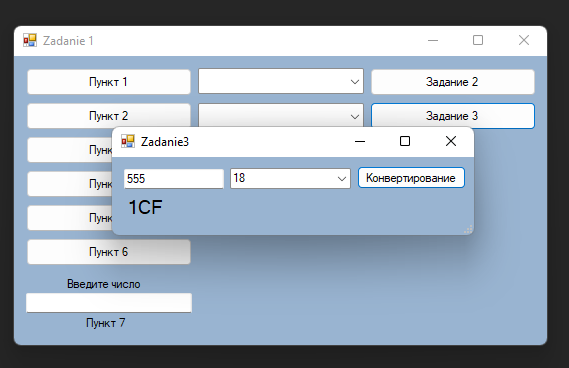 Zadanie 1
Пункт 1
Задание 2
Пункт 2
Задание 3
Zadanie3
555
18
Конвертирование
1CF
Пункт 6
Введите число
Пункт 7